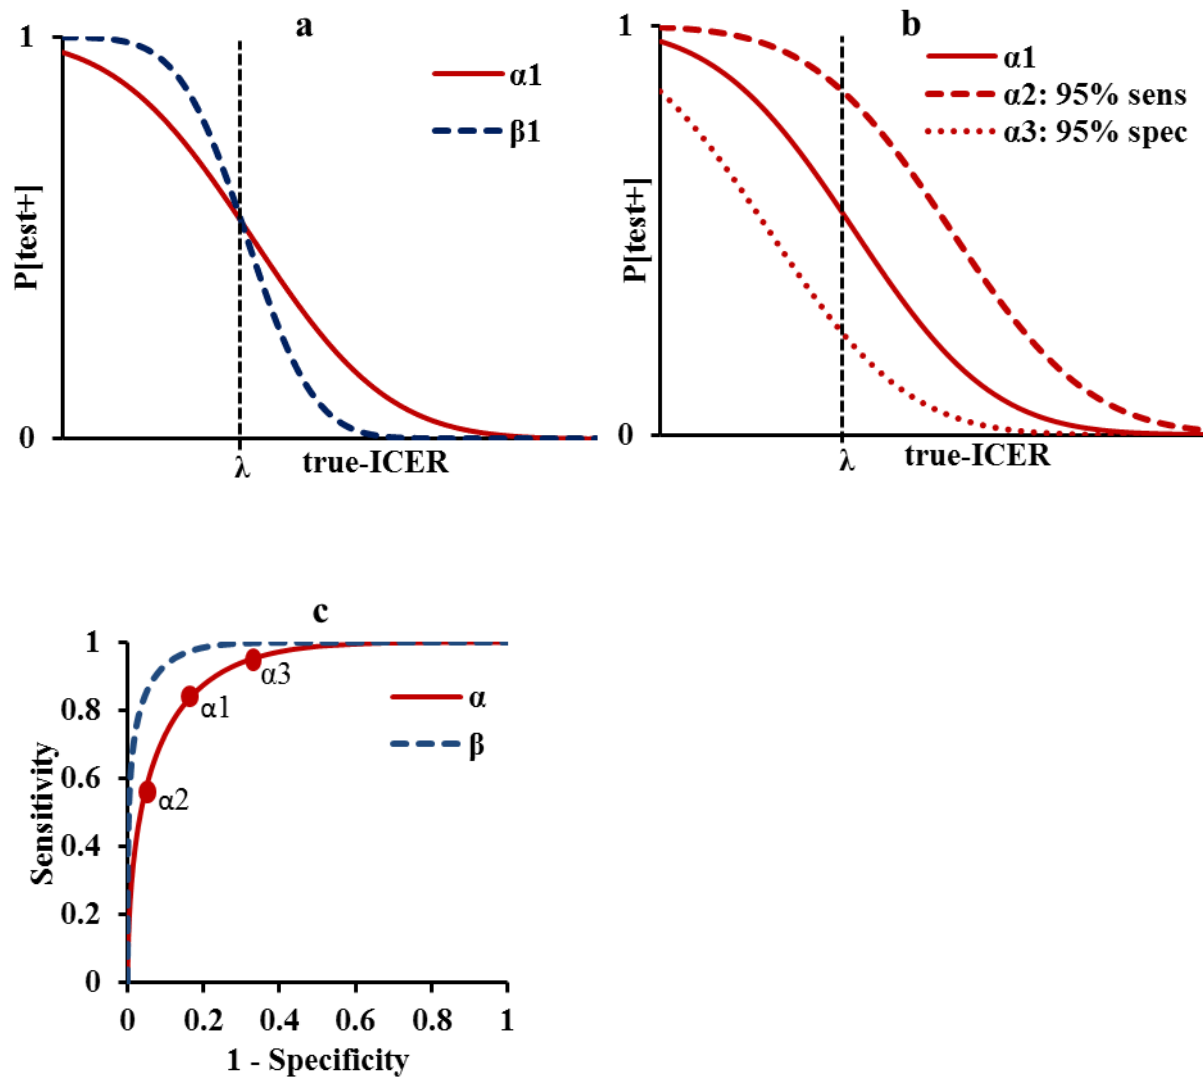 a
1
α1
β1
P[test+]
0
λ
true-ICER
b
1
α1
α2: 95% sens
α3: 95% spec
P[test+]
0
λ
true-ICER
c
1
0.8
0.6
0.4
0.2
0
Sensitivity
α3
α1
α2
α
β
0 0.2 0.4 0.6 0.8 1
1 - Specificity